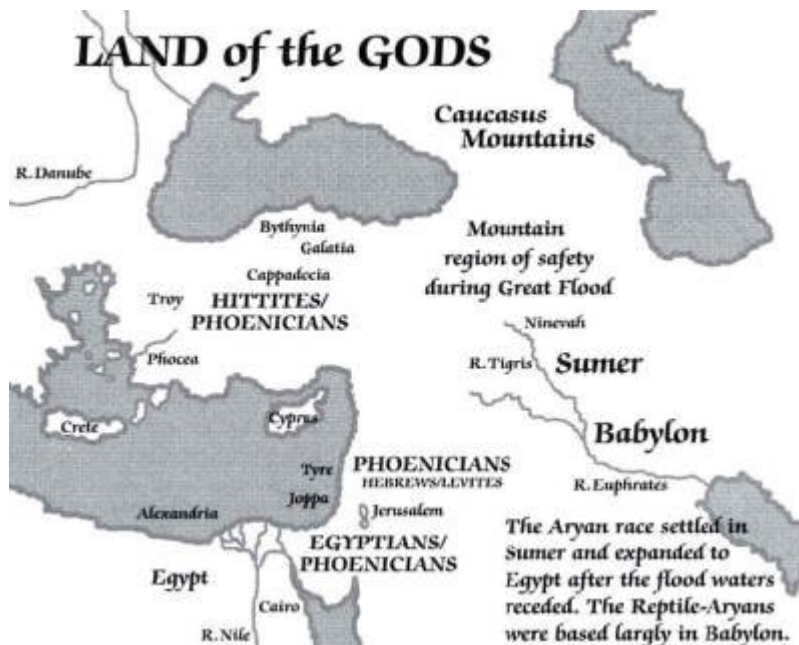 LAND of the GODS
Caucasus
Mountains
R. Danube
Bythynia
Galatia
Cappadocia
Mountain
region of safety
during Great Flood
Troy
HITTITES/
PHOENICIANS
Phocea
Ninevah
R. Tigris
Sumer
Crete
Cyprus
Babylon
Tyre
PHOENICIANS
HEBREWS/LEVITES
R. Euphrates
Joppa
Jerusalem
Alexandria
EGYPTIANS/
PHOENICIANS
Egypt
Cairo
R. Nile
The Aryan race settled in
Sumer and expanded to
Egypt after the flood waters
receded. The Reptile-Aryans
were based largely in Babylon.